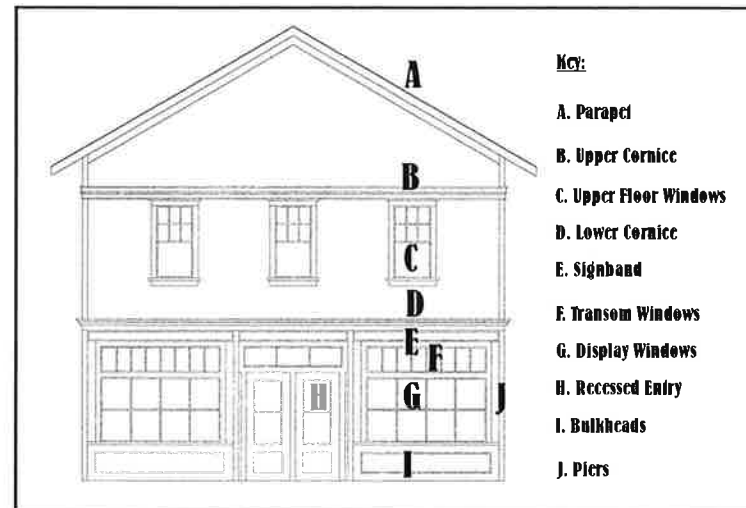 A
B
C
D
E
F
G
H
J
I
Key:
A. Parapet
B. Upper Cornice
C. Upper Floor Windows
D. Lower Cornice
E. Signband
F. Transom Windows
G. Display Windows
H. Recessed Entry
I. Bulkheads
J. Piers